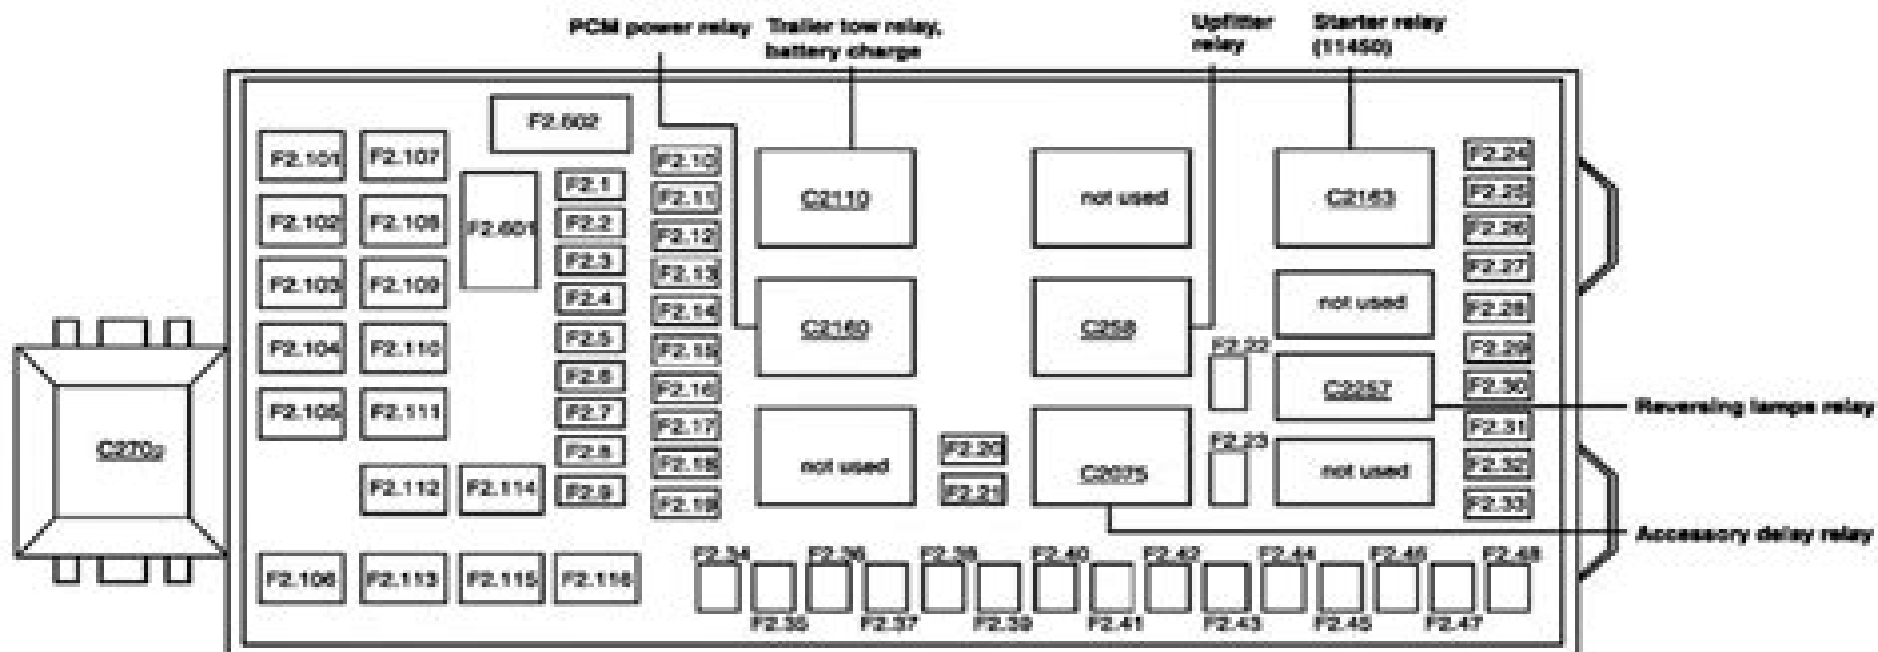 PCM power relay
Trailer tow relay,
battery charge
Upfitter
relay
Starter relay
(11450)
F2.602
F2.101
F2.107
F2.102
F2.108
F2.601
F2.103
F2.109
F2.104
F2.110
F2.105
F2.111
F2.112
F2.114
F2.106
F2.113
F2.115
F2.116
F2.1
F2.2
F2.3
F2.4
F2.5
F2.6
F2.7
F2.8
F2.9
F2.10
F2.11
F2.12
F2.13
F2.14
F2.15
F2.16
F2.17
F2.18
F2.19
C2110
not used
C2163
C2160
C258
not used
F2.22
C2257
Reversing lamps relay
not used
F2.20
F2.21
C2075
F2.23
not used
Accessory delay relay
F2.24
F2.25
F2.26
F2.27
F2.28
F2.29
F2.30
F2.31
F2.32
F2.33
F2.34
F2.36
F2.38
F2.40
F2.42
F2.44
F2.46
F2.48
F2.35
F2.37
F2.39
F2.41
F2.43
F2.45
F2.47